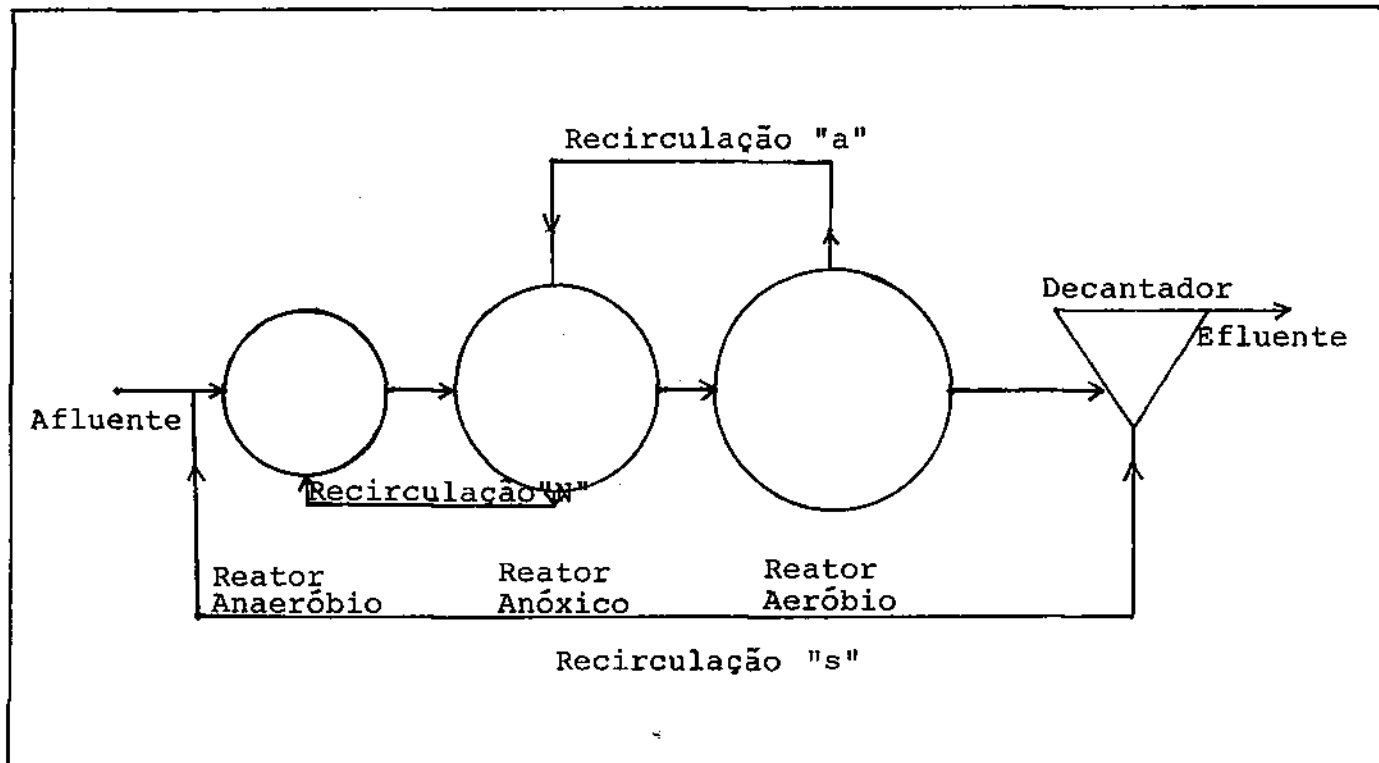 Recirculação "a"
Decantador
Efluente
Afluente
Recirculação"N"
Reator
Anaeróbio
Reator
Anóxico
Reator
Aeróbio
Recirculação "s"